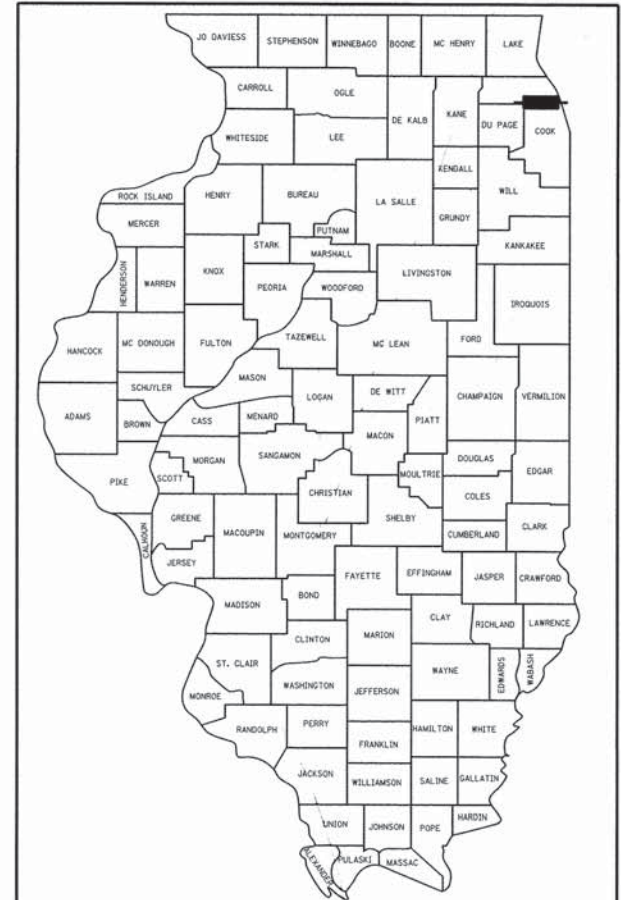 JO DAVIESS STEPHENSON WINNEBAGO BOONE MC HENRY LAKE
CARROLL OGLE DE KALB KANE DU PAGE COOK
WHITESIDE LEE KENDALL WILL
ROCK ISLAND HENRY BUREAU LA SALLE GRUNDY
MERCER STARK PUTNAM MARSHALL KANKAKEE
HENDERSON WARREN KNOX PEORIA WOODFORD LIVINGSTON IROQUOIS
HANCOCK MC DONOUGH FULTON TAZEWELL MC LEAN FORD
SCHUYLER MASON LOGAN DE WITT CHAMPAIGN VERMILION
ADAMS BROWN CASS MENARD MACON PIATT
PIKE SCOTT MORGAN SANGAMON CHRISTIAN MOULTRIE DOUGLAS EDGAR
COLES
CALHOUN GREENE MACOUPIN MONTGOMERY SHELBY CUMBERLAND CLARK
JERSEY FAYETTE EFFINGHAM JASPER CRAWFORD
MADISON BOND CLAY RICHLAND LAWRENCE
ST. CLAIR CLINTON MARION WAYNE EDWARDS WABASH
MONROE WASHINGTON JEFFERSON
RANDOLPH PERRY FRANKLIN HAMILTON WHITE
JACKSON WILLIAMSON SALINE GALLATIN
UNION JOHNSON POPE HARDIN
ALEXANDER PULASKI MASSAC